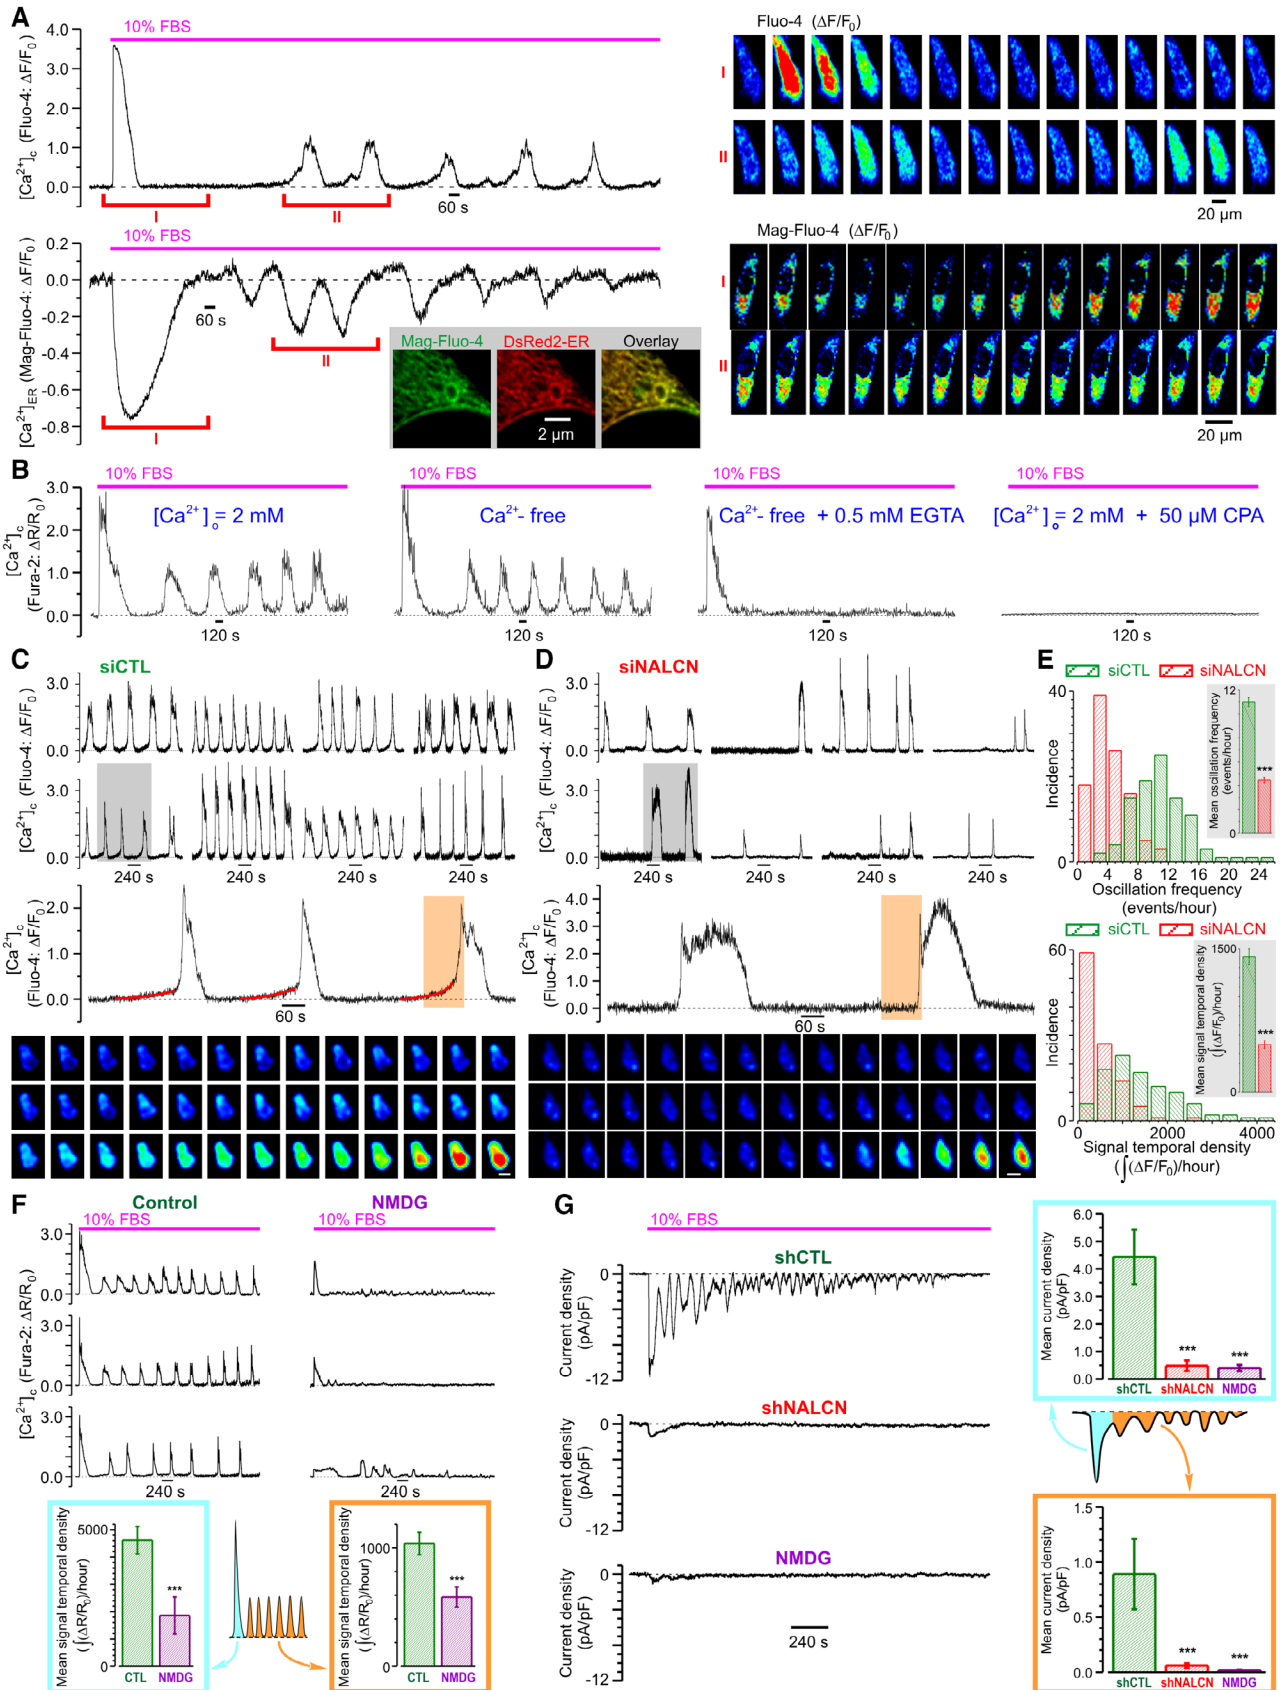 A
10% FBS
[Ca2+]c (Fluo-4: ΔF/F0)
4.0
3.0
2.0
1.0
0.0
I
II
60 s
Fluo-4 (ΔF/F0)
I
II
20 µm
10% FBS
[Ca2+]ER (Mag-Fluo-4: ΔF/F0)
0.2
0.0
-0.2
-0.4
-0.6
-0.8
60 s
I
II
Mag-Fluo-4
DsRed2-ER
Overlay
2 µm
Mag-Fluo-4 (ΔF/F0)
I
II
20 µm
B
10% FBS
10% FBS
10% FBS
10% FBS
[Ca2+]c
(Fura-2: ΔR/R0)
3.0
2.0
1.0
0.0
[Ca2+]o= 2 mM
Ca2+- free
Ca2+- free + 0.5 mM EGTA
[Ca2+]o= 2 mM + 50 µM CPA
120 s
120 s
120 s
120 s
C
siCTL
[Ca2+]c (Fluo-4: ΔF/F0)
3.0
0.0
3.0
0.0
240 s
240 s
240 s
240 s
[Ca2+]c
(Fluo-4: ΔF/F0)
2.0
1.0
0.0
60 s
D
siNALCN
[Ca2+]c (Fluo-4: ΔF/F0)
3.0
0.0
3.0
0.0
240 s
240 s
240 s
240 s
[Ca2+]c
(Fluo-4: ΔF/F0)
4.0
3.0
2.0
1.0
0.0
60 s
E
siCTL
siNALCN
Incidence
40
0
0
4
8
12
16
20
24
Oscillation frequency
(events/hour)
Mean oscillation frequency
(events/hour)
12
0
***
siCTL
siNALCN
Incidence
60
0
0
2000
4000
Signal temporal density
(∫(ΔF/F0)/hour)
Mean signal temporal density
(∫(ΔF/F0)/hour)
1500
0
***
F
Control
NMDG
10% FBS
10% FBS
[Ca2+]c (Fura-2: ΔR/R0)
3.0
0.0
3.0
0.0
3.0
0.0
240 s
240 s
Mean signal temporal density
(∫(ΔR/R0)/hour)
5000
0
***
CTL
NMDG
Mean signal temporal density
(∫(ΔR/R0)/hour)
1000
0
***
CTL
NMDG
G
10% FBS
shCTL
Current density
(pA/pF)
0
-12
shNALCN
Current density
(pA/pF)
0
-12
NMDG
Current density
(pA/pF)
0
-12
240 s
Mean current density
(pA/pF)
6.0
5.0
4.0
3.0
2.0
1.0
0.0
***
***
shCTL
shNALCN
NMDG
Mean current density
(pA/pF)
1.5
1.0
0.5
0.0
***
***
shCTL
shNALCN
NMDG